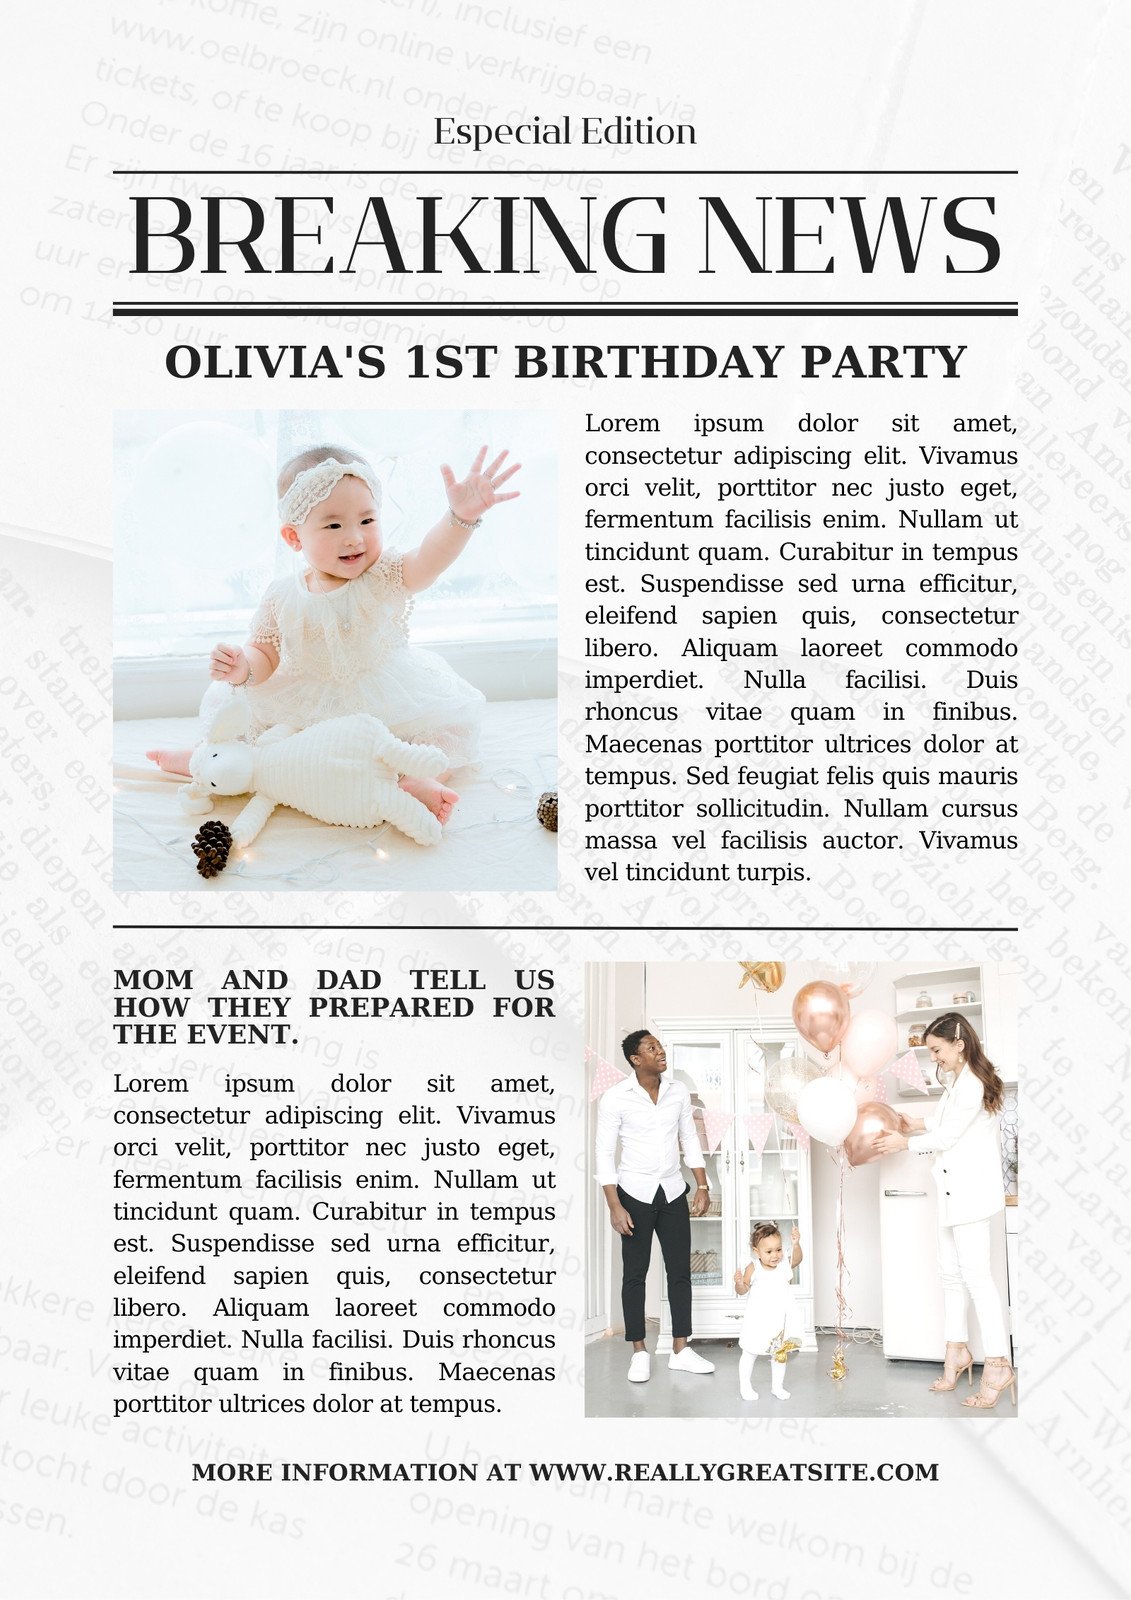 Especial Edition
BREAKING NEWS
OLIVIA'S 1ST BIRTHDAY PARTY
Lorem ipsum dolor sit amet,
consectetur adipiscing elit. Vivamus
orci velit, porttitor nec justo eget,
fermentum facilisis enim. Nullam ut
tincidunt quam. Curabitur in tempus
est. Suspendisse sed urna efficitur,
eleifend sapien quis, consectetur
libero. Aliquam laoreet commodo
imperdiet. Nulla facilisi. Duis
rhoncus vitae quam in finibus.
Maecenas porttitor ultrices dolor at
tempus. Sed feugiat felis quis mauris
porttitor sollicitudin. Nullam cursus
massa vel facilisis auctor. Vivamus
vel tincidunt turpis.
MOM AND DAD TELL US
HOW THEY PREPARED FOR
THE EVENT.
Lorem ipsum dolor sit amet,
consectetur adipiscing elit. Vivamus
orci velit, porttitor nec justo eget,
fermentum facilisis enim. Nullam ut
tincidunt quam. Curabitur in tempus
est. Suspendisse sed urna efficitur,
eleifend sapien quis, consectetur
libero. Aliquam laoreet commodo
imperdiet. Nulla facilisi. Duis rhoncus
vitae quam in finibus. Maecenas
porttitor ultrices dolor at tempus.
MORE INFORMATION AT WWW.REALLYGREATSITE.COM